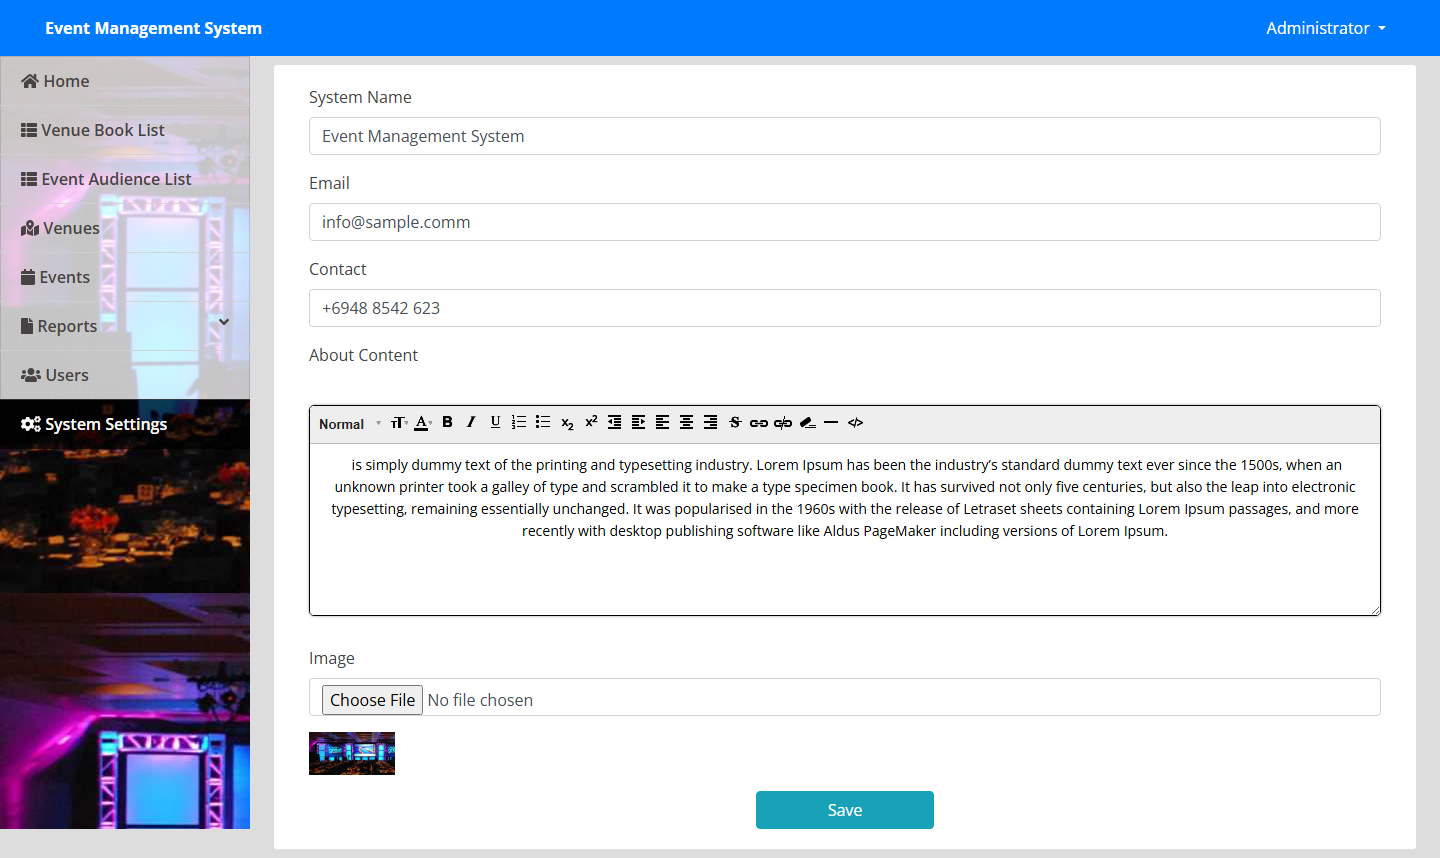 Event Management System
Administrator
Home
Venue Book List
Event Audience List
Venues
Events
Reports
Users
System Settings
System Name
Event Management System
Email
info@sample.comm
Contact
+6948 8542 623
About Content
Normal TT A B I U x2 x2 S </>
is simply dummy text of the printing and typesetting industry. Lorem Ipsum has been the industry’s standard dummy text ever since the 1500s, when an
unknown printer took a galley of type and scrambled it to make a type specimen book. It has survived not only five centuries, but also the leap into electronic
typesetting, remaining essentially unchanged. It was popularised in the 1960s with the release of Letraset sheets containing Lorem Ipsum passages, and more
recently with desktop publishing software like Aldus PageMaker including versions of Lorem Ipsum.
Image
Choose File No file chosen
Save